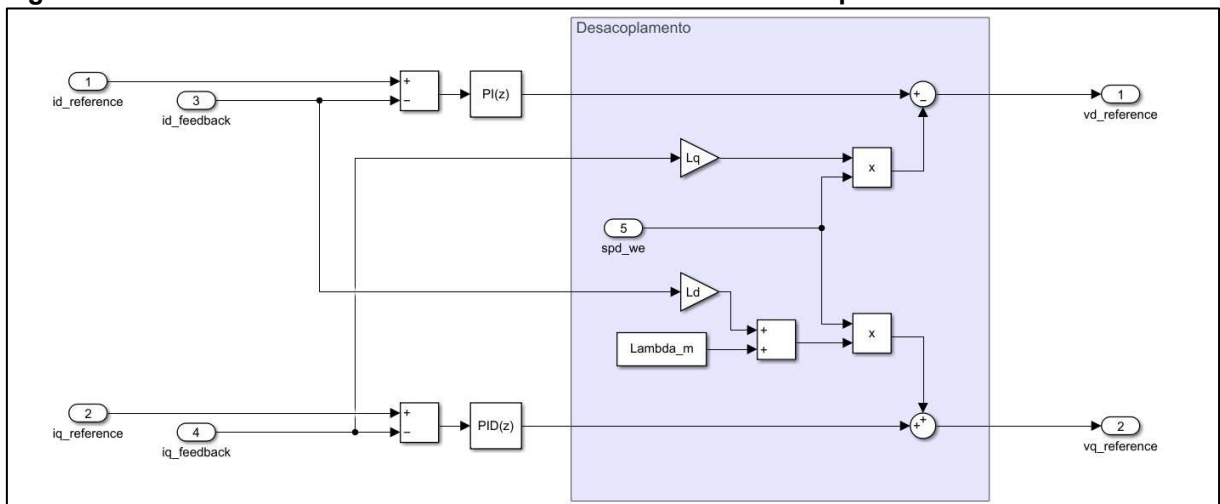 Desacoplamento
1
id_reference
3
id_feedback
+
−
PI(z)
+
−
1
vd_reference
Lq
x
5
spd_we
Ld
Lambda_m
+
+
x
2
iq_reference
4
iq_feedback
+
−
PID(z)
+
+
2
vq_reference